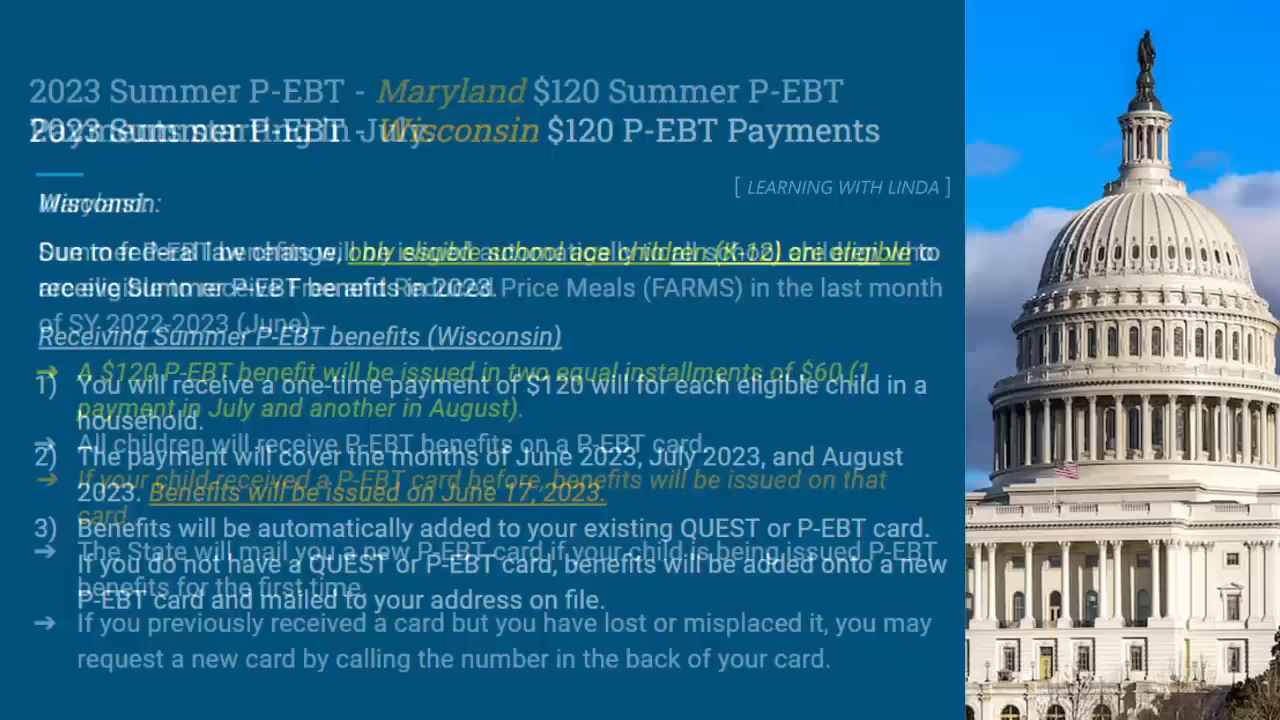 2023 Summer P-EBT - Maryland $120 Summer P-EBT
2023 Summer P-EBT - Wisconsin $120 P-EBT Payments
[ LEARNING WITH LINDA ]
Wisconsin:
Due to federal law change, only eligible school age children (K-12) are eligible to
receive Summer P-EBT benefits in 2023.
Price Meals (FARMS) in the last month
of SY 2022-2023 (June).
Receiving Summer P-EBT benefits (Wisconsin)
➔ A $120 P-EBT benefit will be issued in two equal installments of $60 (1
1) You will receive a one-time payment of $120 will for each eligible child in a
payment in July and another in August).
household.
➔ All children will receive P-EBT benefits on a P-EBT card.
2) The payment will cover the months of June 2023, July 2023, and August
➔ If your child received a P-EBT card before, benefits will be issued on that
2023. Benefits will be issued on June 17, 2023.
card.
3) Benefits will be automatically added to your existing QUEST or P-EBT card.
➔ The State will mail you a new P-EBT card if your child is being issued P-EBT
If you do not have a QUEST or P-EBT card, benefits will be added onto a new
benefits for the first time.
P-EBT card and mailed to your address on file.
➔ If you previously received a card but you have lost or misplaced it, you may
request a new card by calling the number in the back of your card.